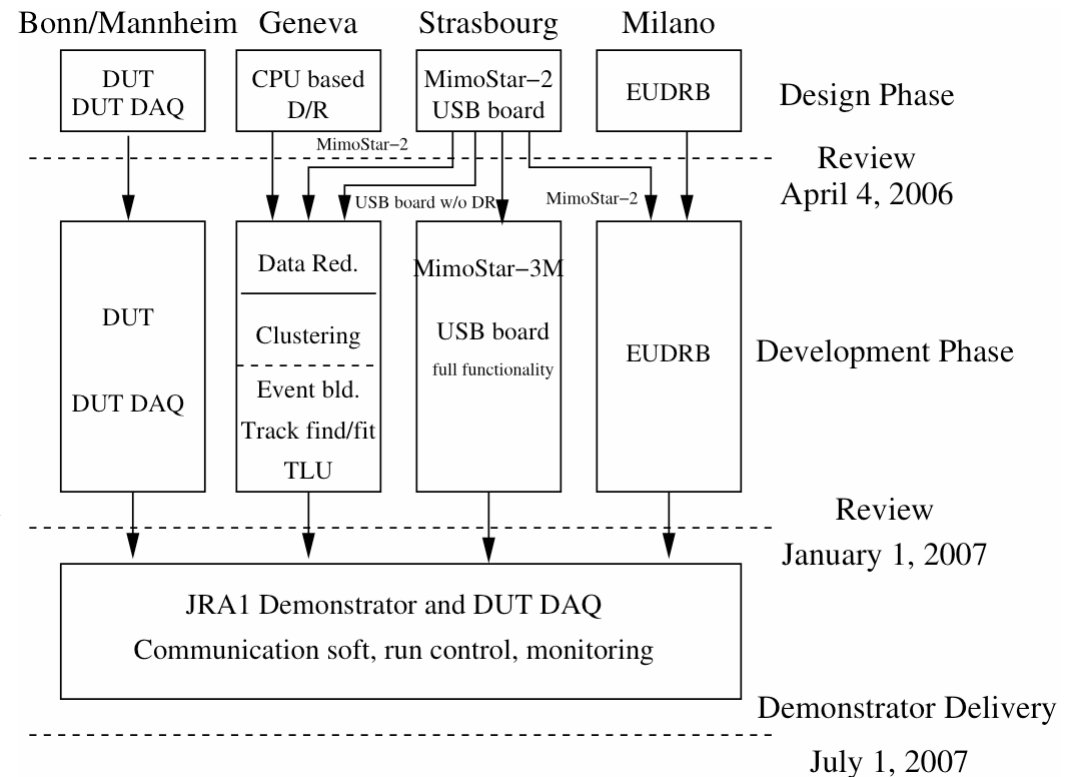 Bonn/Mannheim Geneva Strasbourg Milano
DUT
DUT DAQ
CPU based
D/R
MimoStar−2
USB board
EUDRB
Design Phase
MimoStar−2
Review
April 4, 2006
USB board w/o DR
MimoStar−2
DUT
DUT DAQ
Data Red.
Clustering
Event bld.
Track find/fit
TLU
MimoStar−3M
USB board
full functionality
EUDRB
Development Phase
Review
January 1, 2007
JRA1 Demonstrator and DUT DAQ
Communication soft, run control, monitoring
Demonstrator Delivery
July 1, 2007